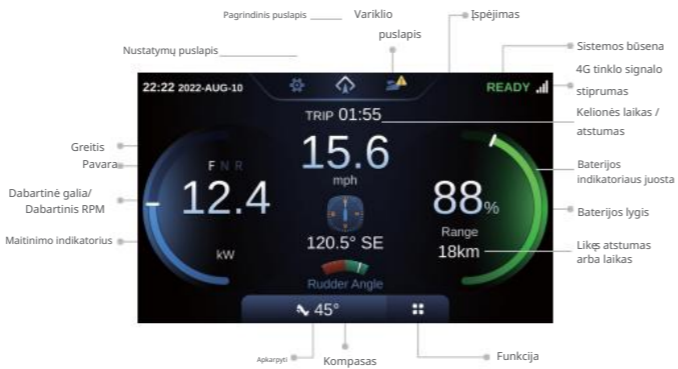 Pagrindinis puslapis
Variklio
puslapis
Įspėjimas
Nustatymų puslapis
Sistemos būsena
4G tinklo signalo
stiprumas
22:22 2022-AUG-10
READY
TRIP 01:55
Kelionės laikas /
atstumas
Greitis
Pavara
F N R
15.6
mph
Baterijos
indikatoriaus juosta
Dabartinė galia/
Dabartinis RPM
12.4
88%
Baterijos lygis
Maitinimo indikatorius
kW
120.5° SE
Range
18km
Likęs atstumas
arba laikas
Rudder Angle
45°
Apkarpyti
Kompasas
Funkcija